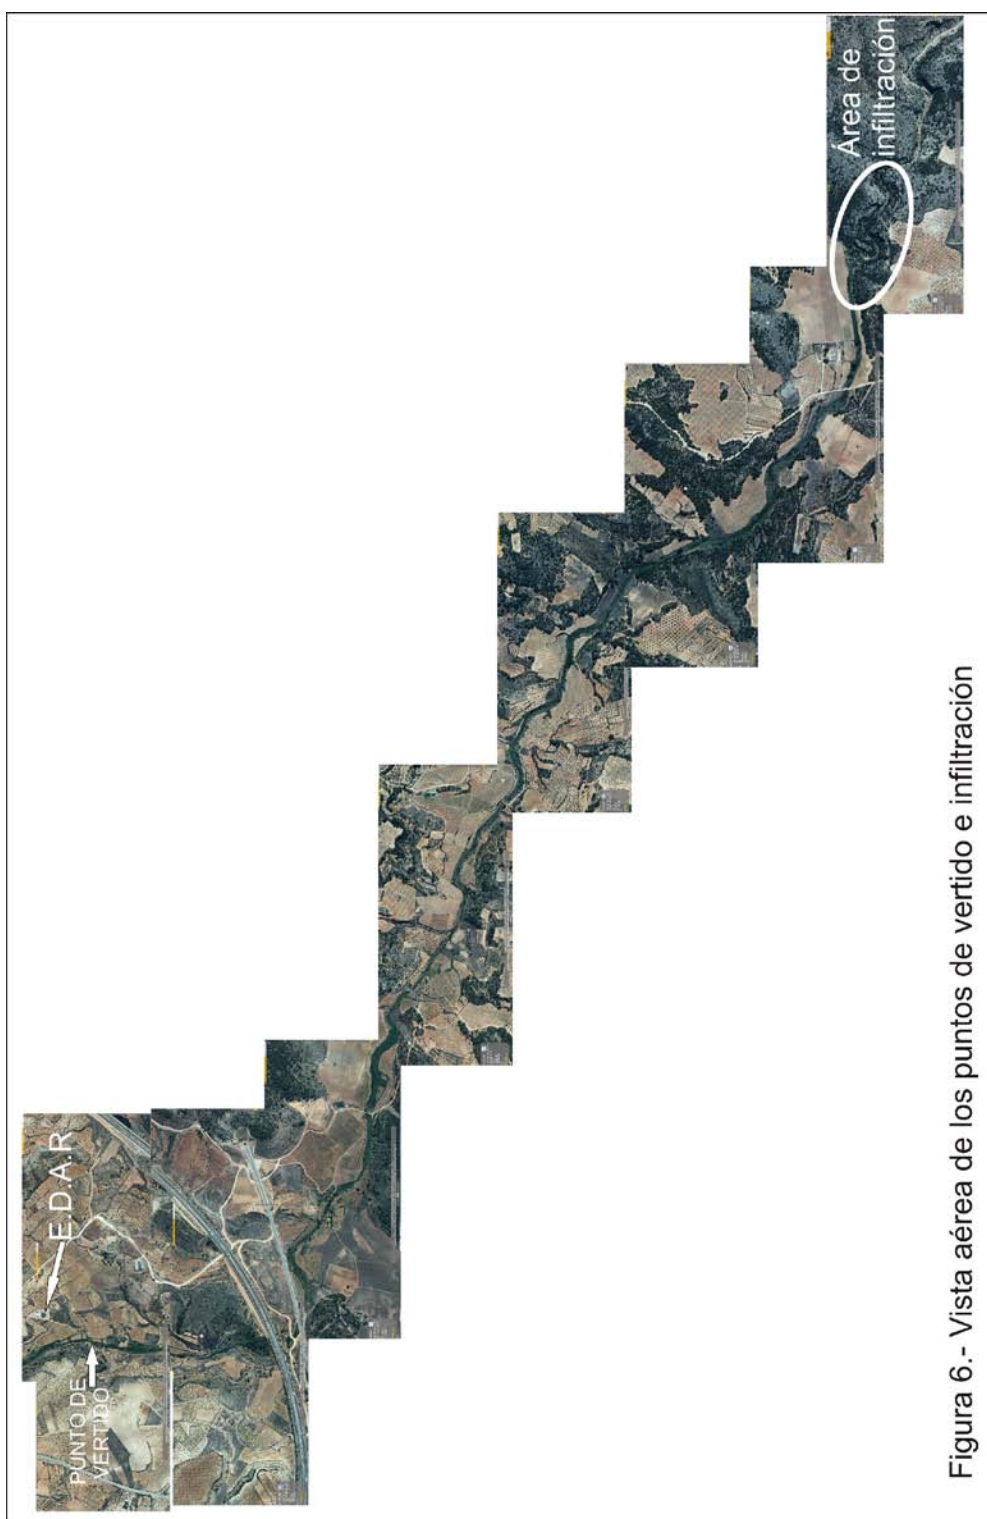 E.D.A.R
PUNTO DE
VERTIDO
Área de
infiltración
Figura 6.- Vista aérea de los puntos de vertido e infiltración